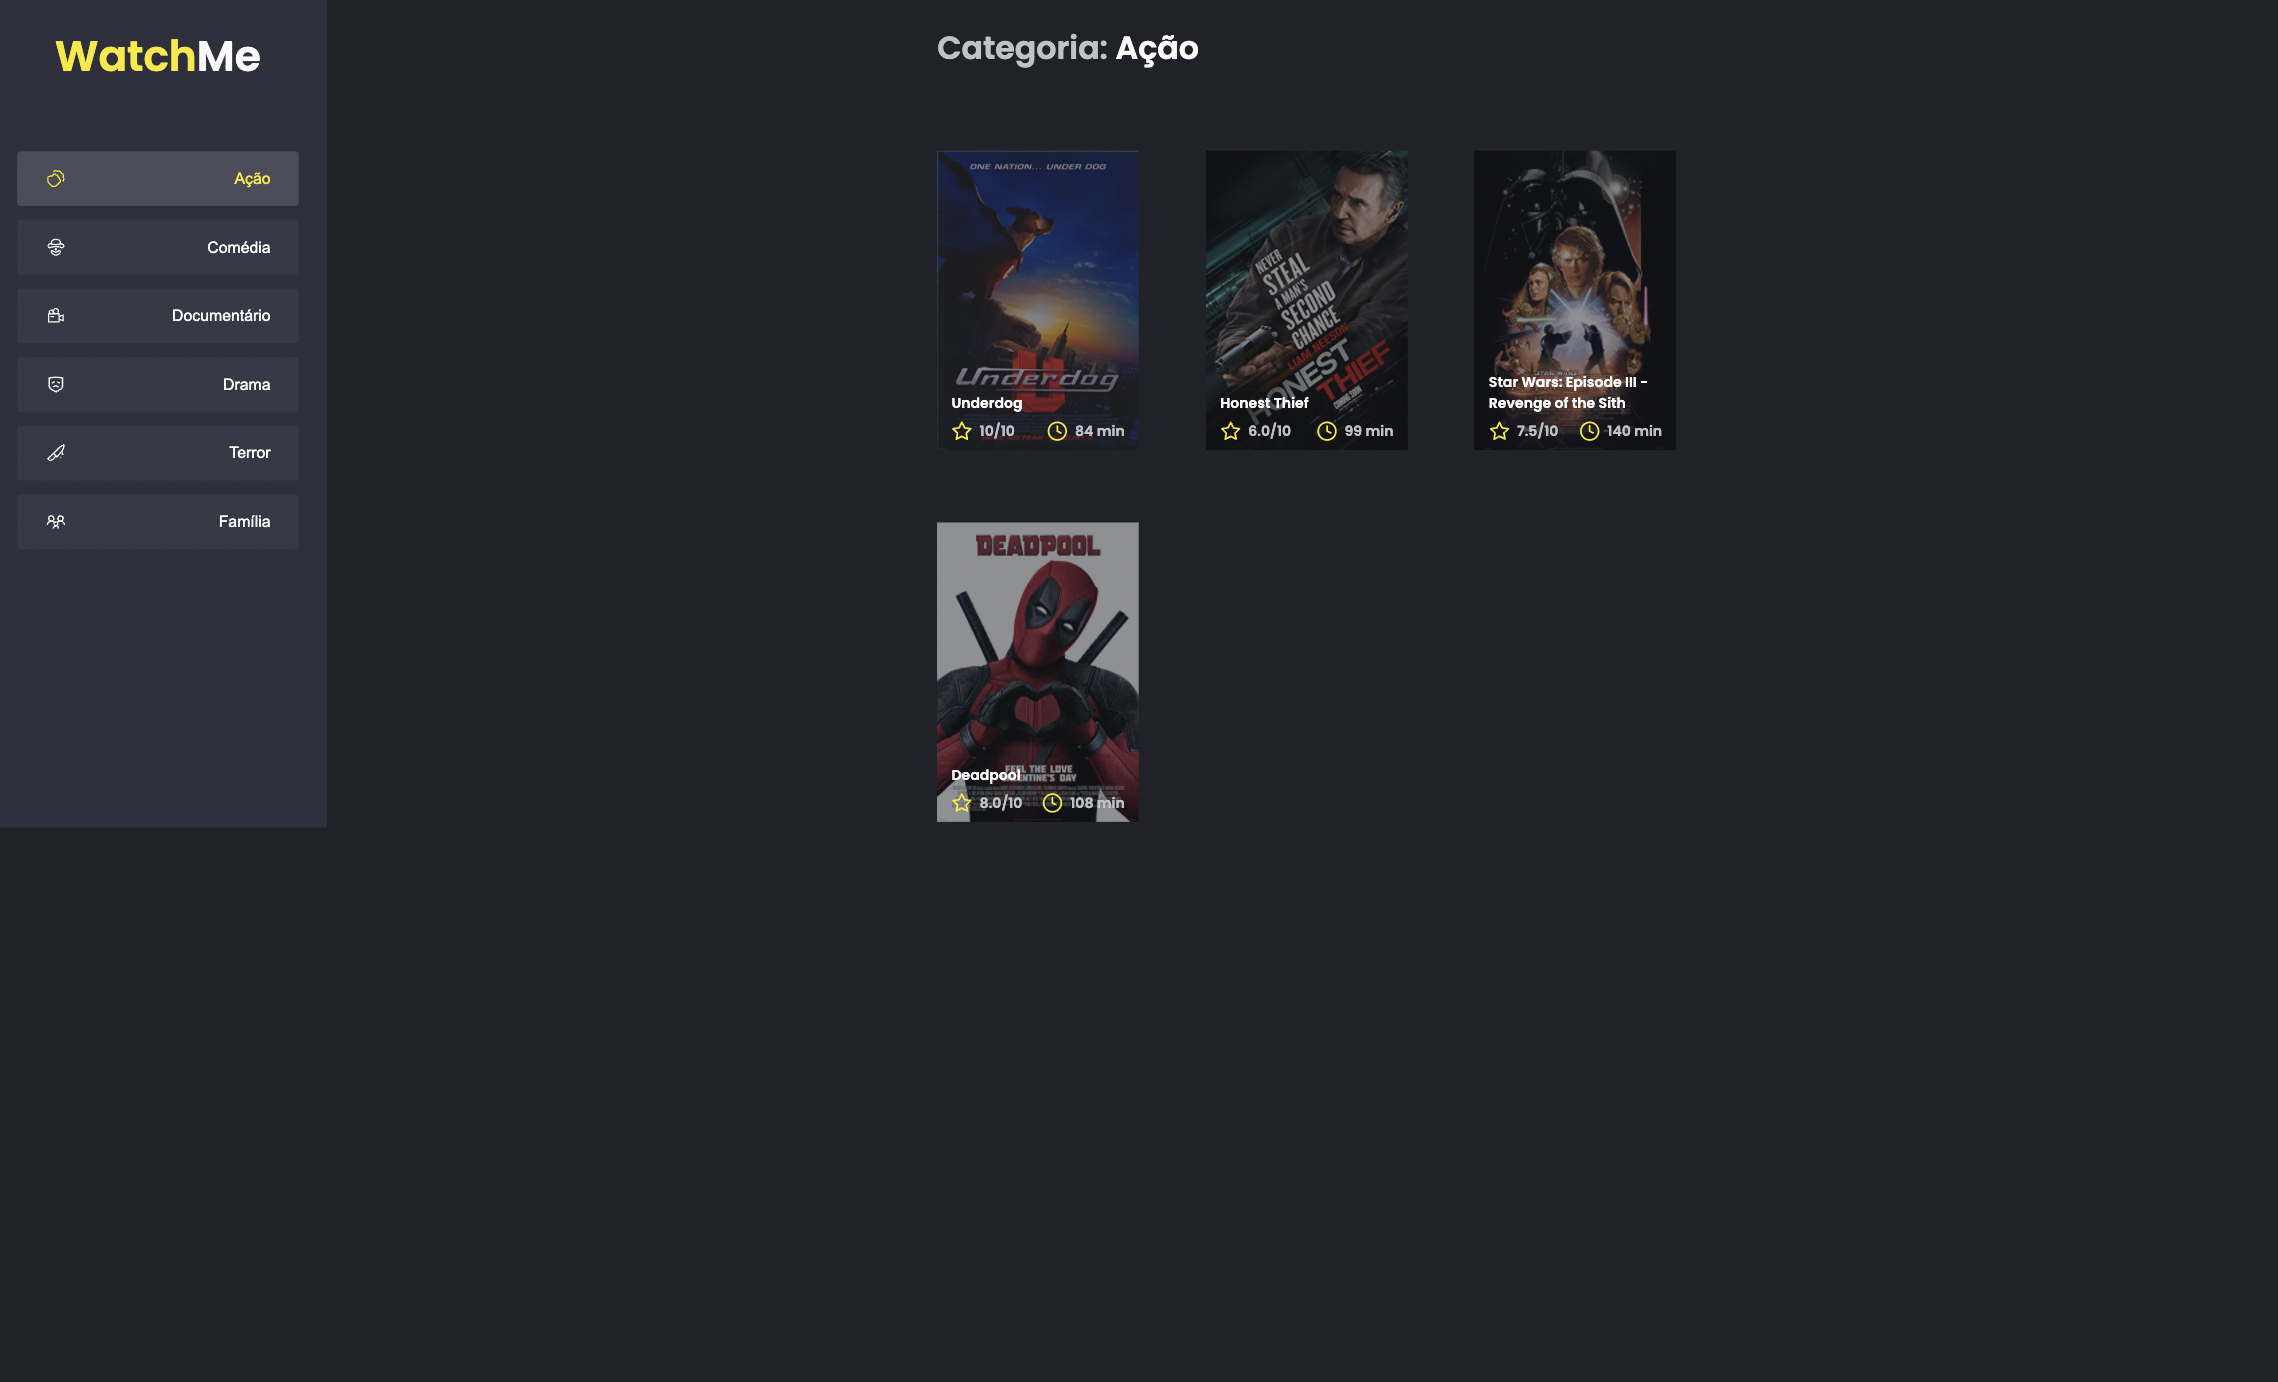 WatchMe
Ação
Comédia
Documentário
Drama
Terror
Família
Categoria: Ação
ONE NATION... UNDER DOG
Underdog
Underdog
10/10
84 min
NEVER
STEAL
A MAN'S
SECOND
CHANCE
LIAM NEESON
HONEST
THIEF
COMING SOON
Honest Thief
6.0/10
99 min
STAR WARS
Star Wars: Episode III -
Revenge of the Sith
7.5/10
140 min
DEADPOOL
FEEL THE LOVE
Deadpool
8.0/10
108 min